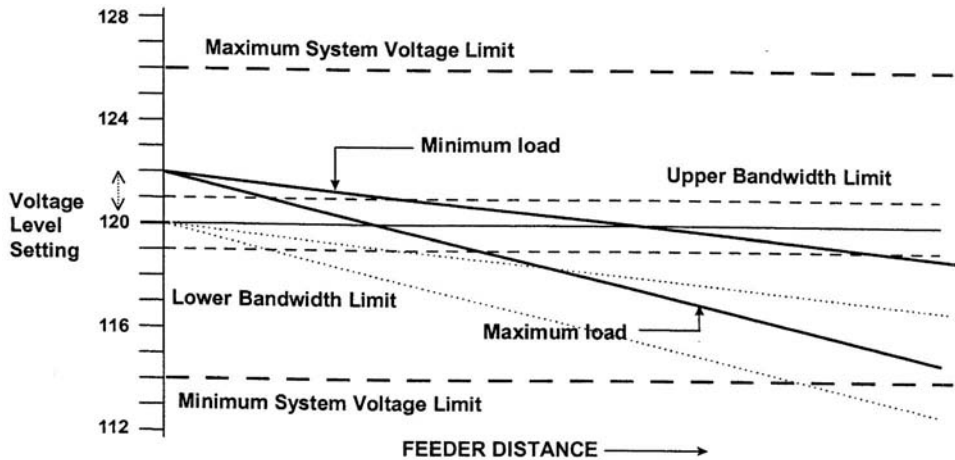 128
Maximum System Voltage Limit
124
Minimum load
Upper Bandwidth Limit
Voltage
Level
Setting
120
Lower Bandwidth Limit
116
Maximum load
Minimum System Voltage Limit
112
FEEDER DISTANCE